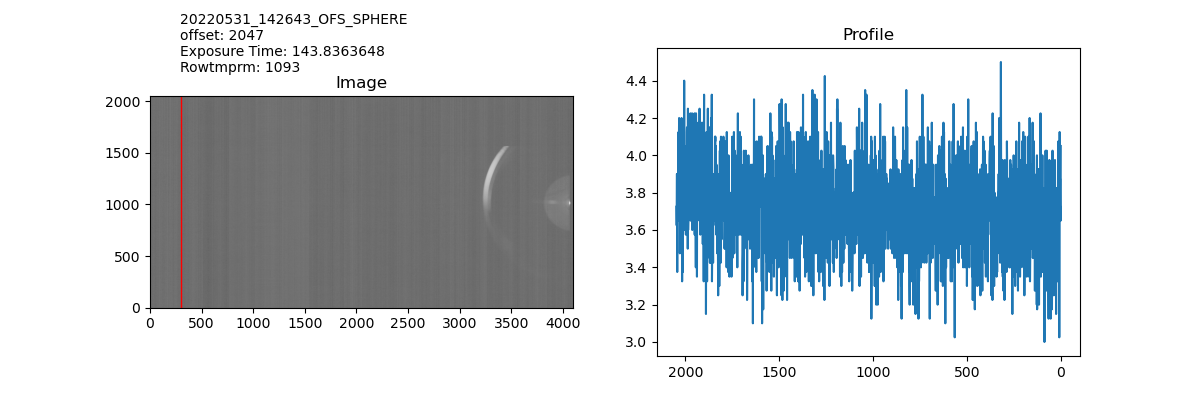 20220531_142643_OFS_SPHERE
offset: 2047
Exposure Time: 143.8363648
Rowtmprm: 1093
Image
2000
1500
1000
500
0
0 500 1000 1500 2000 2500 3000 3500 4000
Profile
4.4
4.2
4.0
3.8
3.6
3.4
3.2
3.0
2000 1500 1000 500 0